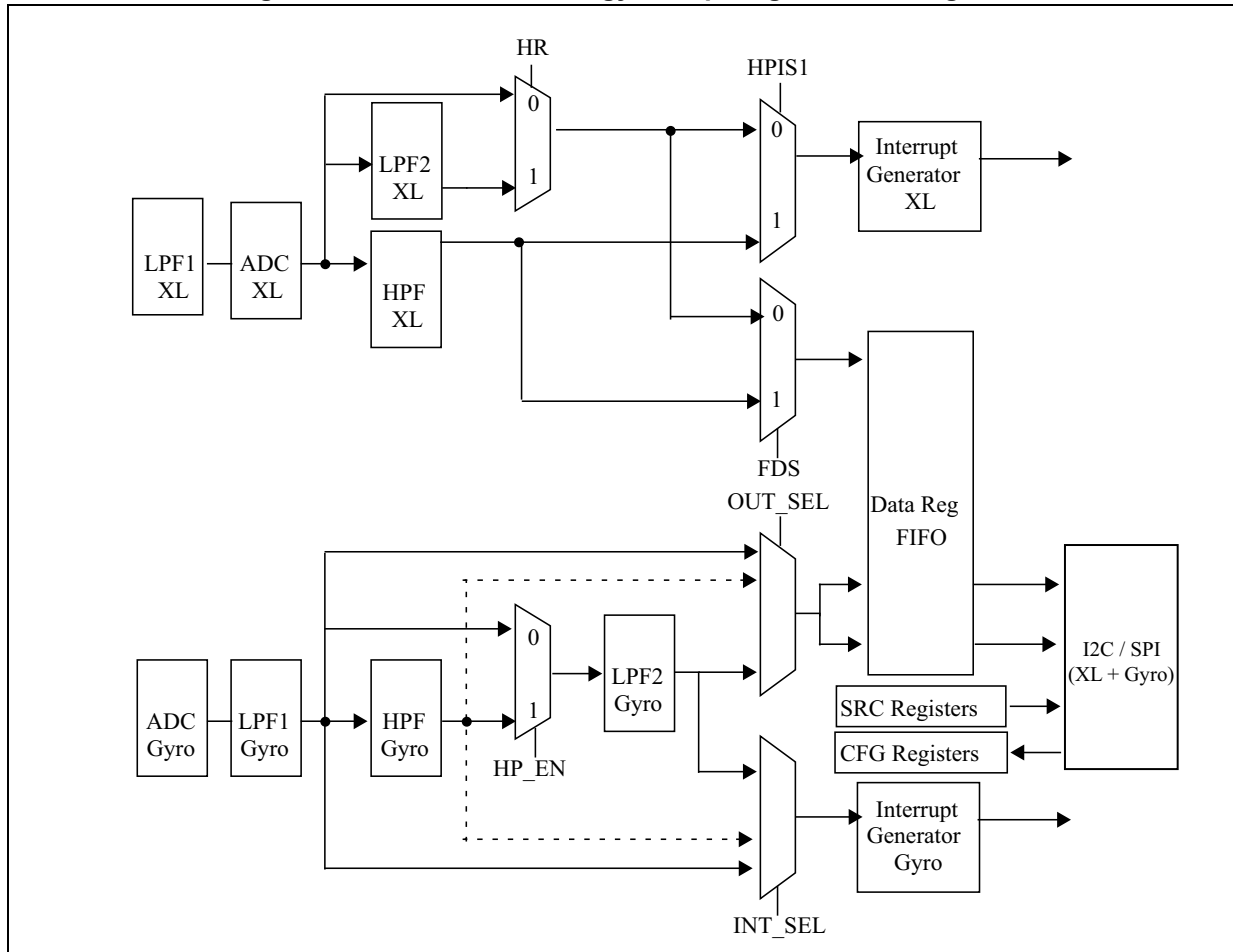 HR
HPIS1
0
1
LPF2
XL
0
1
Interrupt
Generator
XL
LPF1
XL
ADC
XL
HPF
XL
0
1
FDS
OUT_SEL
Data Reg
FIFO
0
1
HP_EN
LPF2
Gyro
ADC
Gyro
LPF1
Gyro
HPF
Gyro
I2C / SPI
(XL + Gyro)
SRC Registers
CFG Registers
Interrupt
Generator
Gyro
INT_SEL